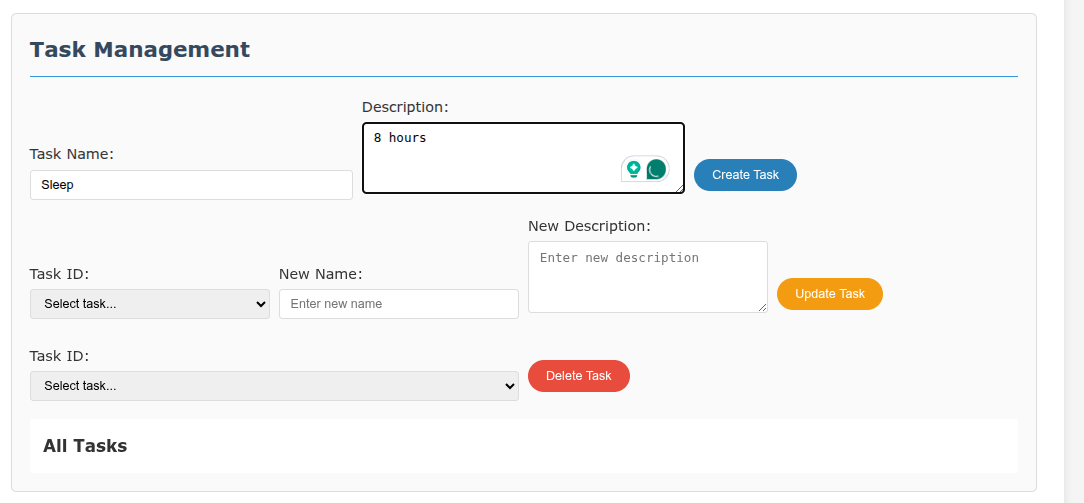 Task Management
Description:
8 hours
Task Name:
Sleep
Create Task
New Description:
Enter new description
Task ID:
New Name:
Select task...
Enter new name
Update Task
Task ID:
Select task...
Delete Task
All Tasks